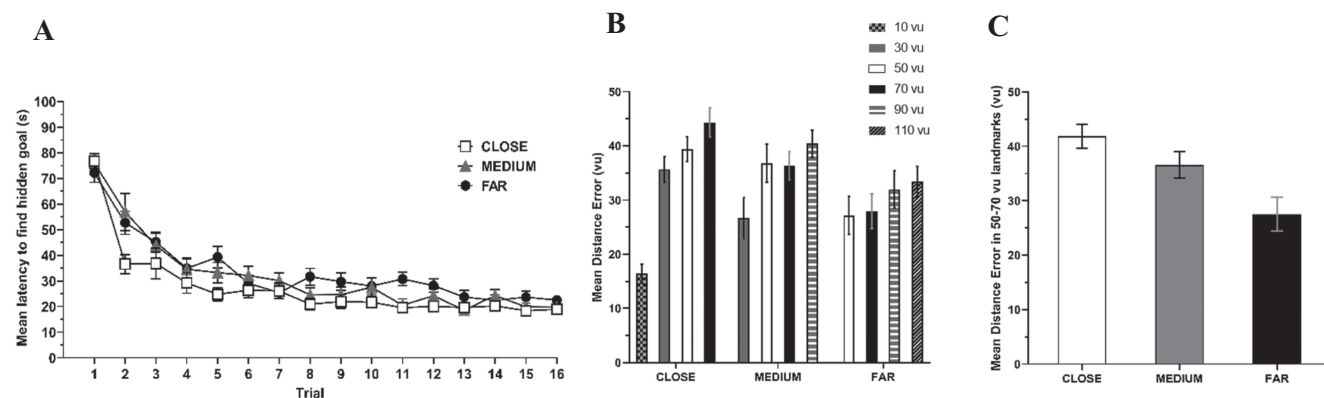 A
Mean latency to find hidden goal (s)
100
90
80
70
60
50
40
30
20
10
0
1 2 3 4 5 6 7 8 9 10 11 12 13 14 15 16
Trial
CLOSE
MEDIUM
FAR
B
10 vu
30 vu
50 vu
70 vu
90 vu
110 vu
Mean Distance Error (vu)
50
40
30
20
10
0
CLOSE MEDIUM FAR
C
Mean Distance Error in 50-70 vu landmarks (vu)
50
40
30
20
10
0
CLOSE MEDIUM FAR